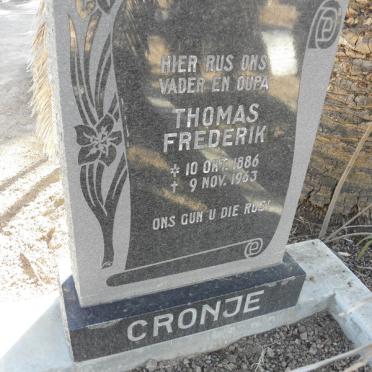 HIER RUS ONS
VADER EN OUPA
THOMAS
FREDERIK
* 10 OKT. 1886
† 9 NOV. 1963
ONS GUN U DIE RUS!
CRONJE